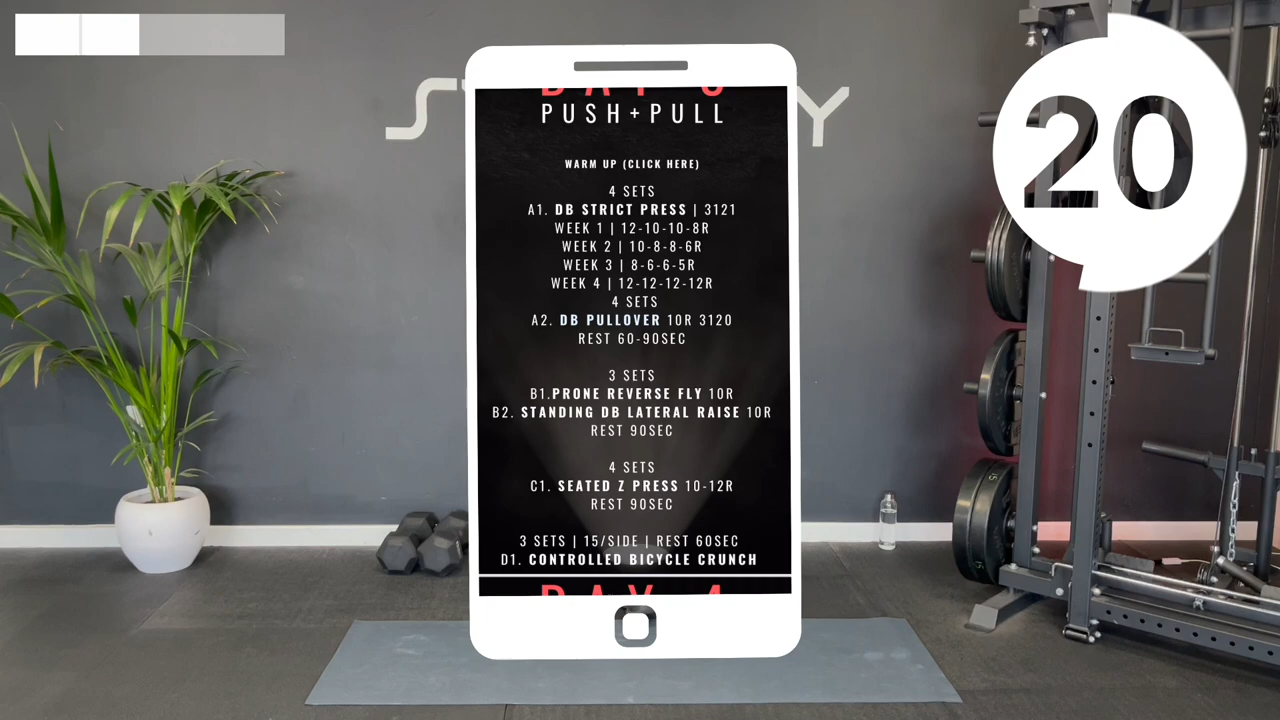 DAY 3
PUSH+PULL
WARM UP (CLICK HERE)
4 SETS
A1. DB STRICT PRESS | 3121
WEEK 1 | 12-10-10-8R
WEEK 2 | 10-8-8-6R
WEEK 3 | 8-6-6-5R
WEEK 4 | 12-12-12-12R
4 SETS
A2. DB PULLOVER 10R 3120
REST 60-90SEC
3 SETS
B1.PRONE REVERSE FLY 10R
B2. STANDING DB LATERAL RAISE 10R
REST 90SEC
4 SETS
C1. SEATED Z PRESS 10-12R
REST 90SEC
3 SETS | 15/SIDE | REST 60SEC
D1. CONTROLLED BICYCLE CRUNCH
DAY 4
20